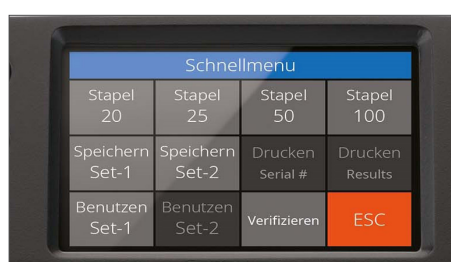 Schnellmenu
Stapel Stapel Stapel Stapel
20 25 50 100
Speichern Speichern Drucken Drucken
Set-1 Set-2 Serial # Results
Benutzen Benutzen Verifizieren ESC
Set-1 Set-2